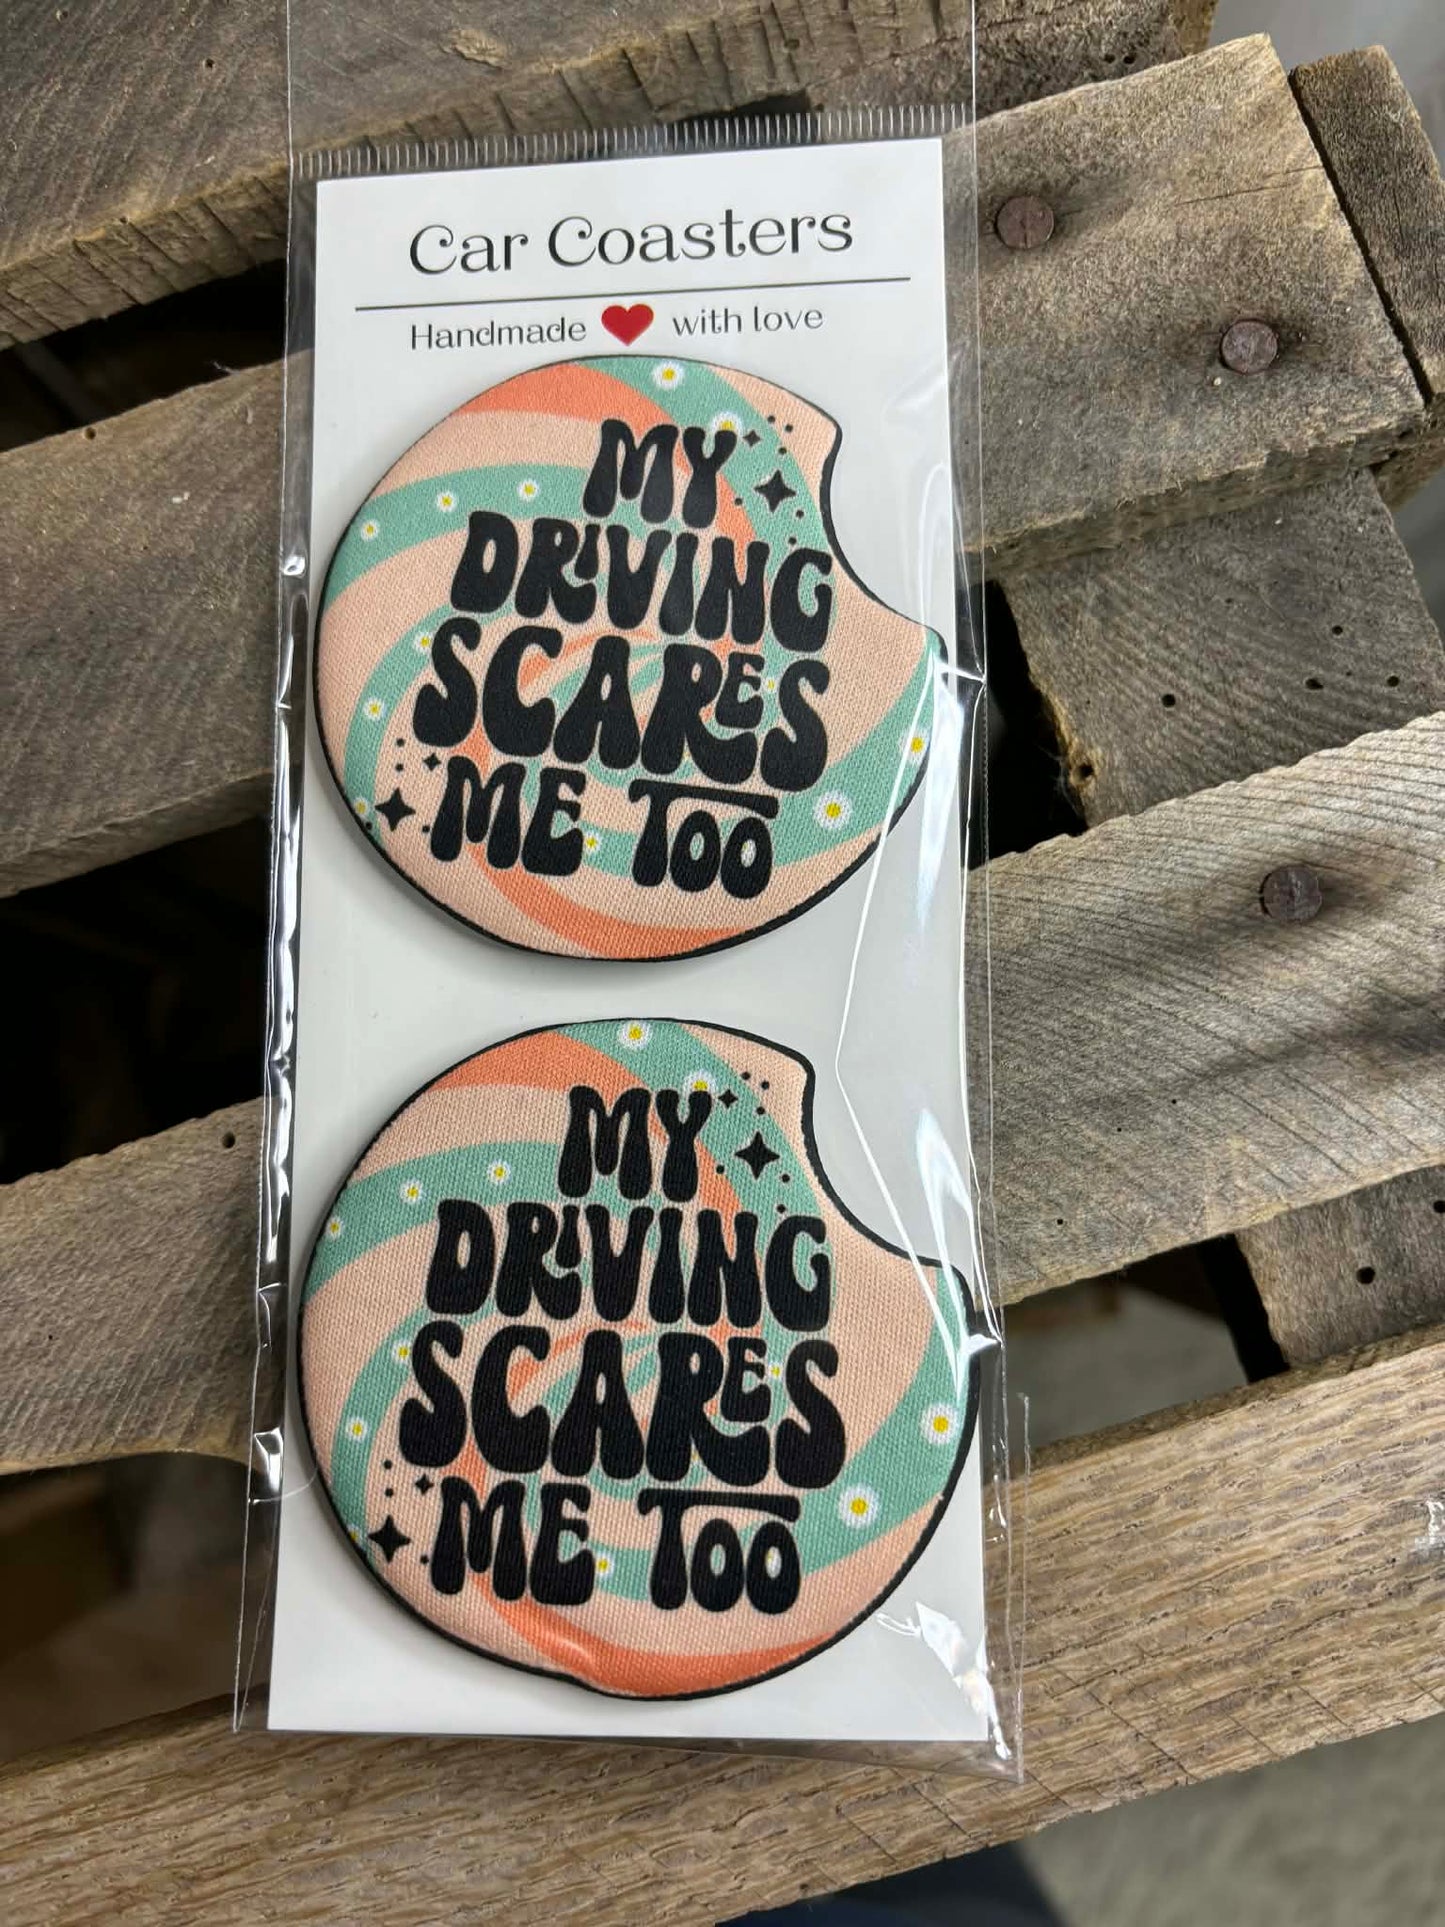 Car Coasters
Handmade ❤ with love
MY
DRIVING
SCARES
ME TOO
MY
DRIVING
SCARES
ME TOO